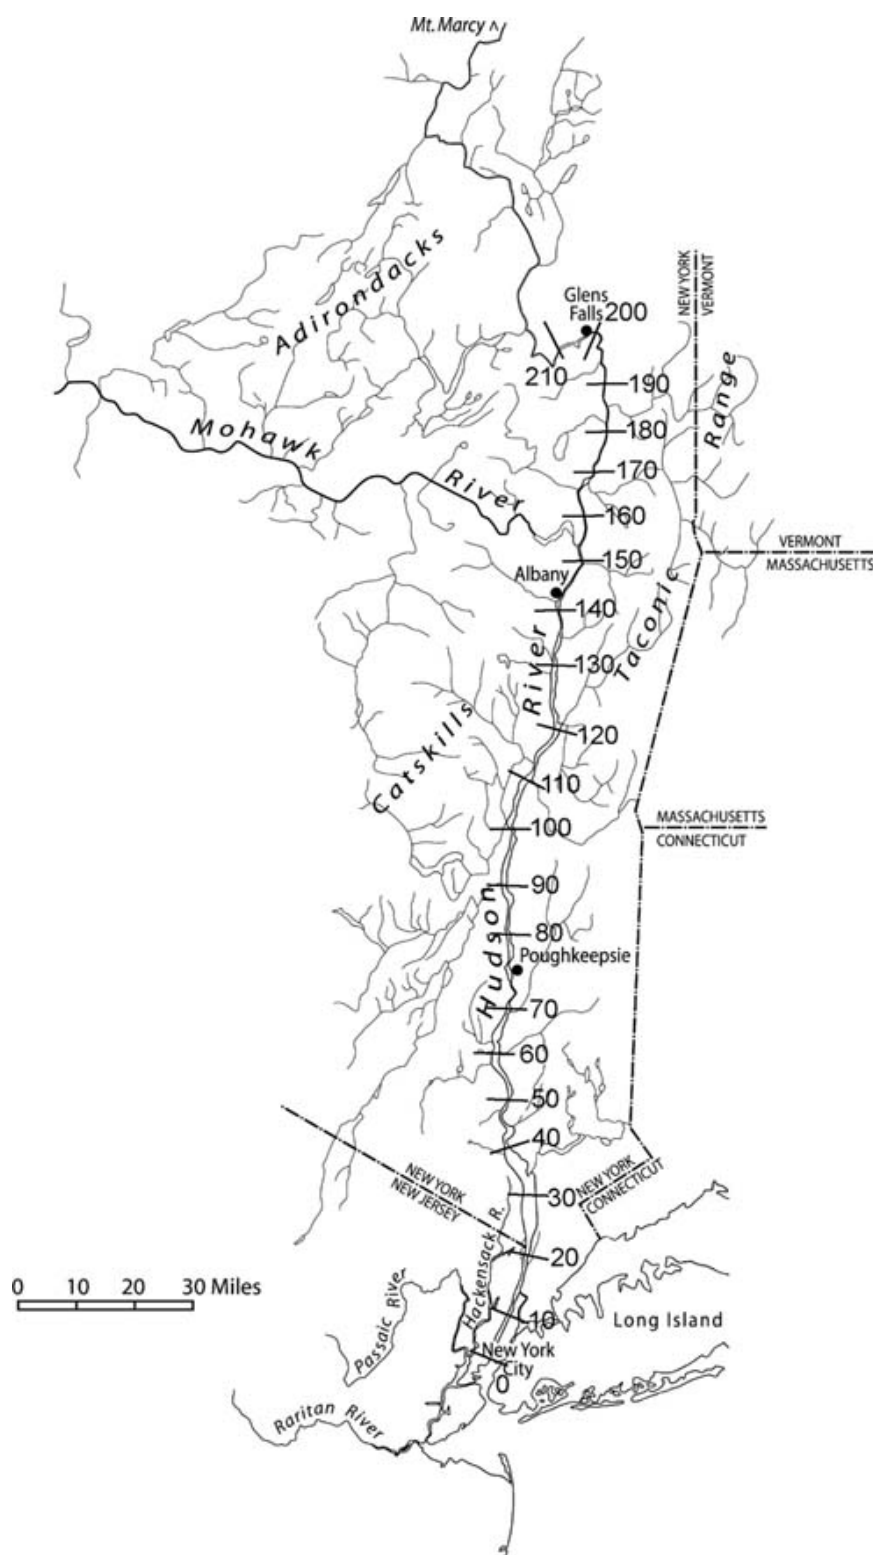 Mt. Marcy ^
Adirondacks
Glens
Falls
200
210
190
NEW YORK
VERMONT
Range
180
170
Mohawk
River
160
150
VERMONT
MASSACHUSETTS
Albany
140
Taconic
130
River
120
Catskills
110
100
MASSACHUSETTS
CONNECTICUT
90
Hudson
80
Poughkeepsie
70
60
50
40
NEW YORK
NEW JERSEY
NEW YORK
CONNECTICUT
30
Hackensack R.
20
0 10 20 30 Miles
Passaic River
10
Long Island
New York
City
0
Raritan River